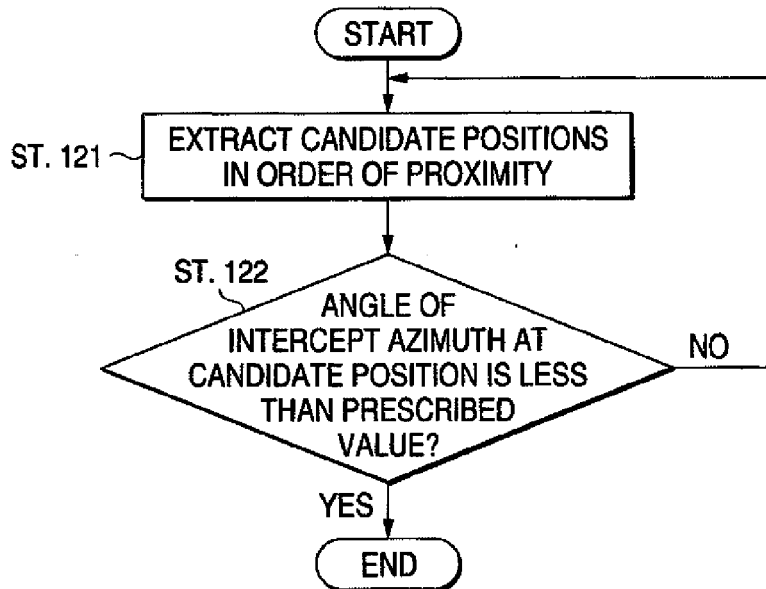 START
ST. 121
EXTRACT CANDIDATE POSITIONS
IN ORDER OF PROXIMITY
ST. 122
ANGLE OF
INTERCEPT AZIMUTH AT
CANDIDATE POSITION IS LESS
THAN PRESCRIBED
VALUE?
NO
YES
END